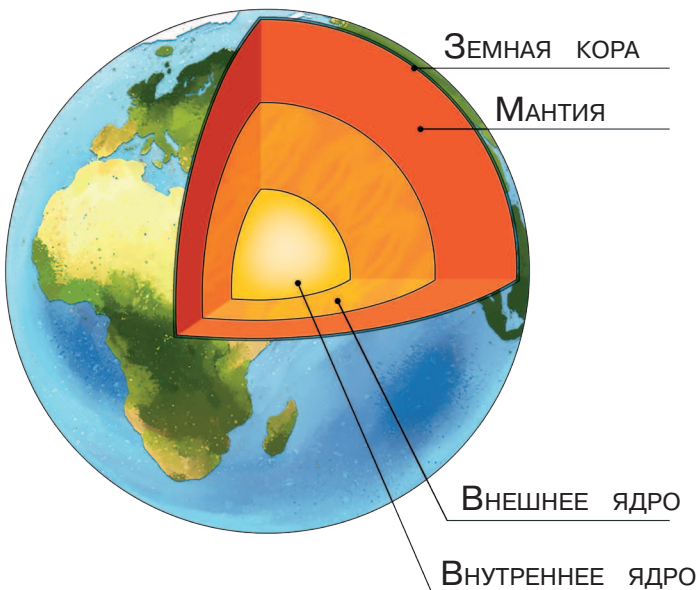 Земная кора
Мантия
Внешнее ядро
Внутреннее ядро